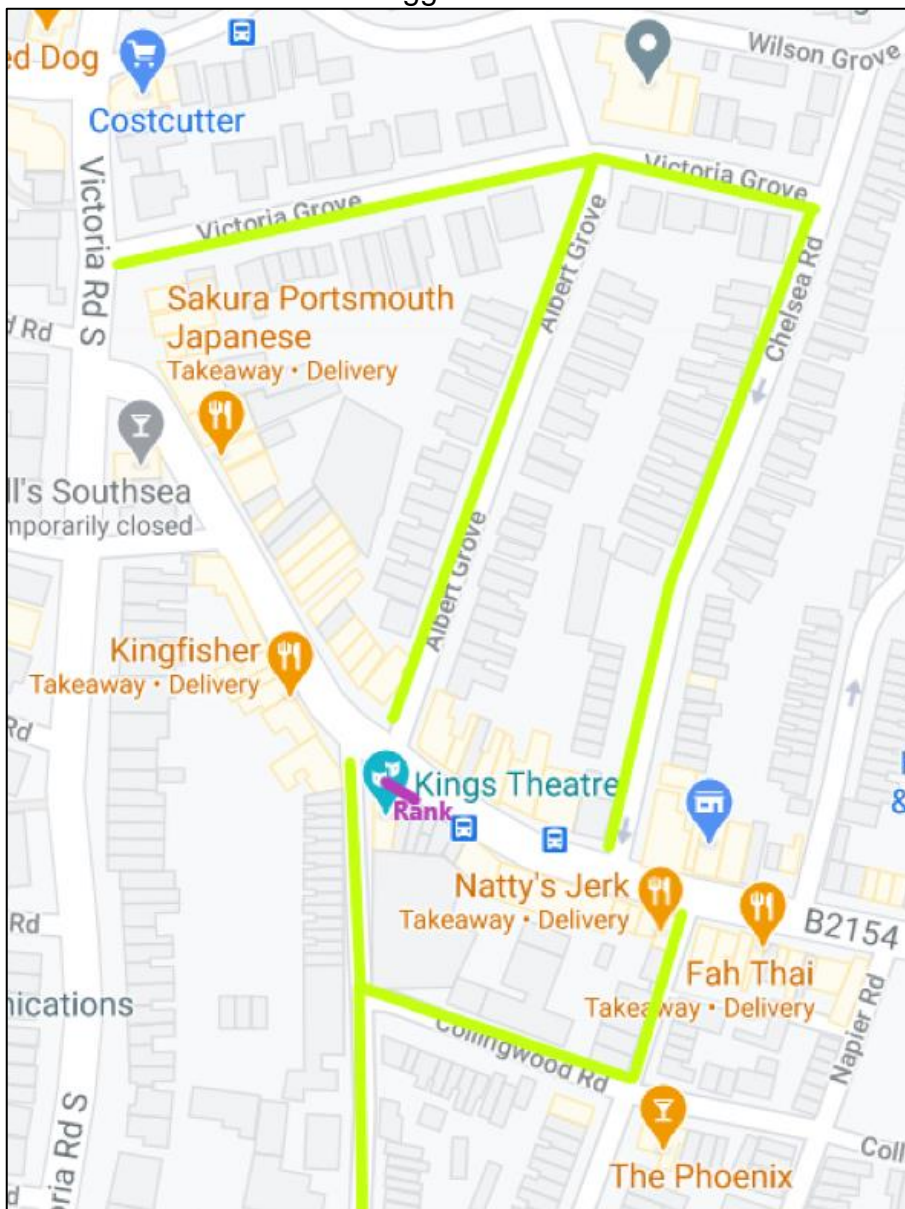 Wilson Grove
ed Dog
Costcutter
Victoria Grove
Victoria Rd S
Victoria Grove
Albert Grove
Chelsea Rd
Sakura Portsmouth
Japanese
Takeaway • Delivery
d Rd
ll's Southsea
mporarily closed
Albert Grove
Kingfisher
Takeaway • Delivery
Rd
Kings Theatre
Rank
&
Natty's Jerk
Takeaway • Delivery
B2154
Fah Thai
Takeaway • Delivery
Rd
nications
Collingwood Rd
Napier Rd
The Phoenix
Coll
oria Rd S
d